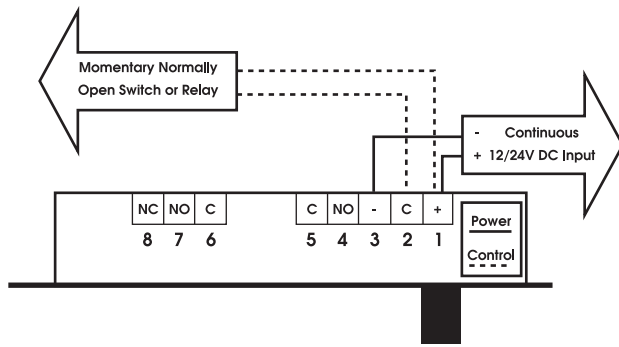 Momentary Normally
Open Switch or Relay
- Continuous
+ 12/24V DC Input
NC NO C C NO - C +
8 7 6 5 4 3 2 1
Power
Control